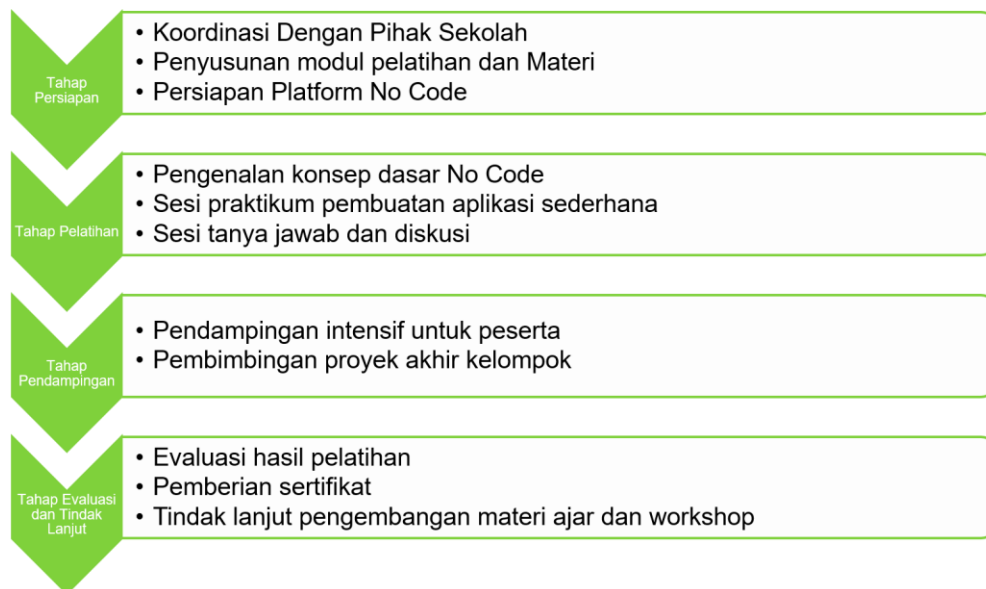 Tahap
Persiapan
• Koordinasi Dengan Pihak Sekolah
• Penyusunan modul pelatihan dan Materi
• Persiapan Platform No Code
Tahap Pelatihan
• Pengenalan konsep dasar No Code
• Sesi praktikum pembuatan aplikasi sederhana
• Sesi tanya jawab dan diskusi
Tahap
Pendampingan
• Pendampingan intensif untuk peserta
• Pembimbingan proyek akhir kelompok
Tahap Evaluasi
dan Tindak
Lanjut
• Evaluasi hasil pelatihan
• Pemberian sertifikat
• Tindak lanjut pengembangan materi ajar dan workshop